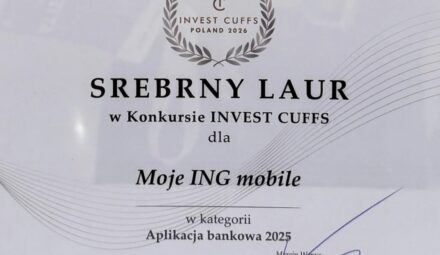 INVEST CUFFS
POLAND 2026
SREBRNY LAUR
w Konkursie INVEST CUFFS
dla
Moje ING mobile
w kategorii
Aplikacja bankowa 2025